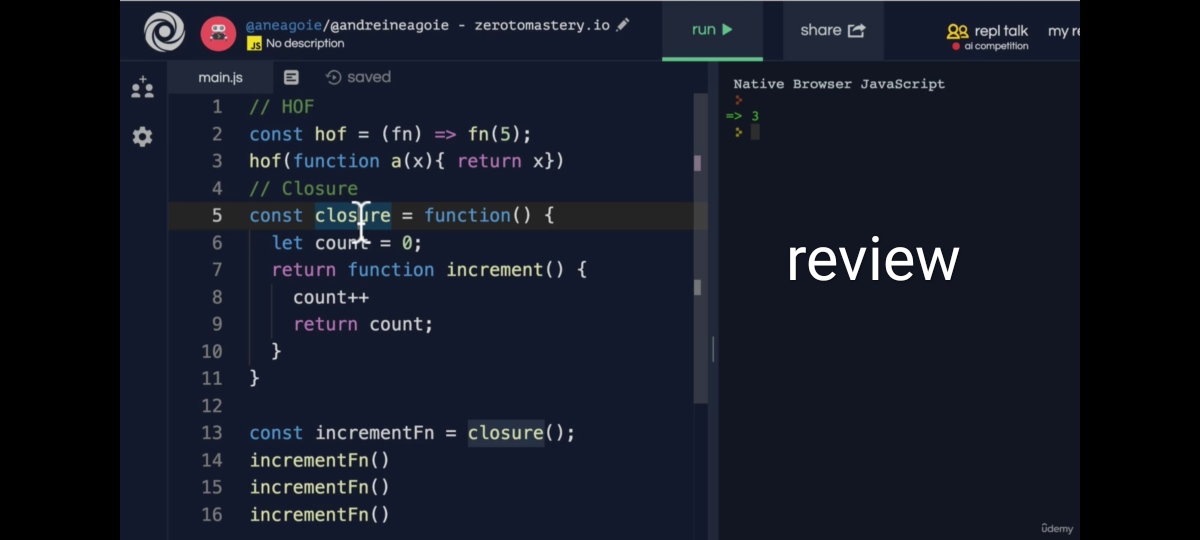 @aneagoie/@andreineagoie - zerotomastery.io
JS No description
run
share
repl talk
ai competition
my re
main.js
saved
1 // HOF
2 const hof = (fn) => fn(5);
3 hof(function a(x){ return x})
4 // Closure
5 const closure = function() {
6 let count = 0;
7 return function increment() {
8 count++
9 return count;
10 }
11 }
12
13 const incrementFn = closure();
14 incrementFn()
15 incrementFn()
16 incrementFn()
Native Browser JavaScript
>
=> 3
>
review
ûdemy